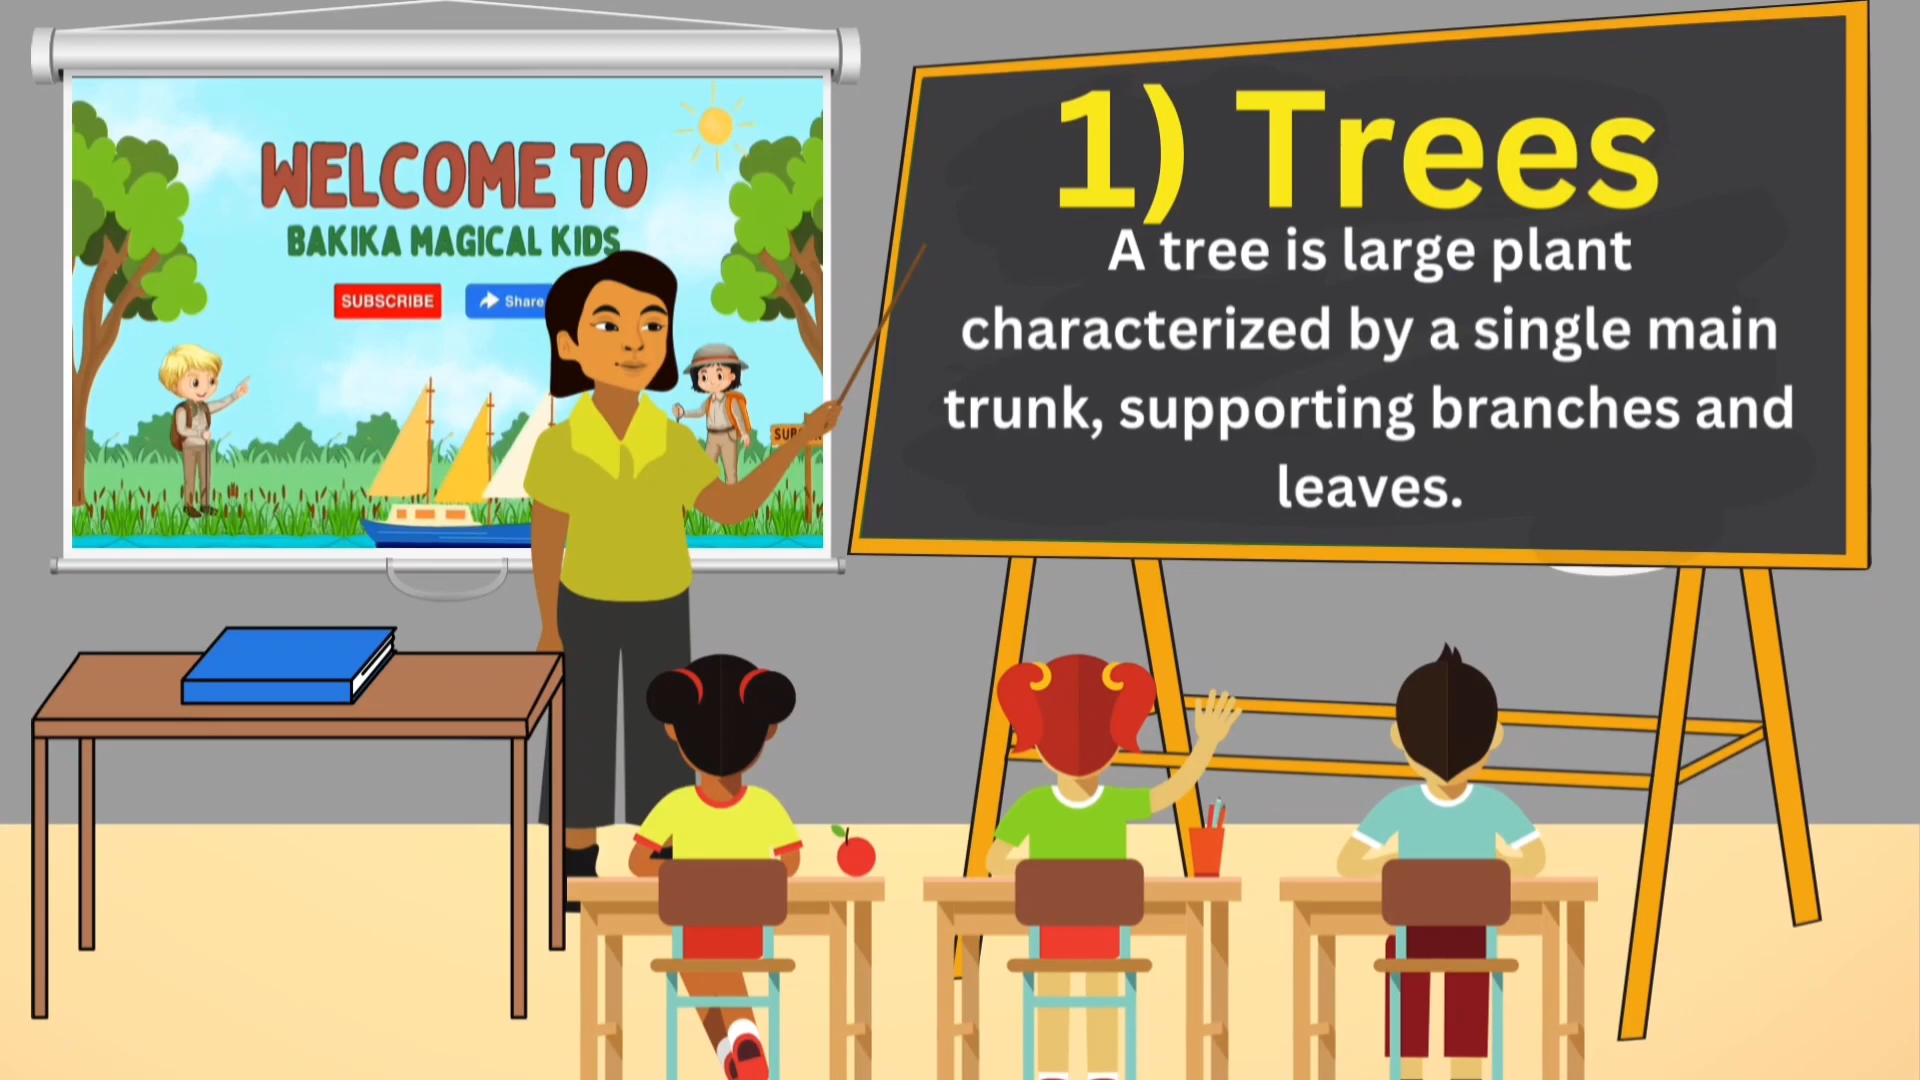 WELCOME TO
BAKIKA MAGICAL KIDS
SUBSCRIBE
Share
1) Trees
A tree is large plant
characterized by a single main
trunk, supporting branches and
leaves.